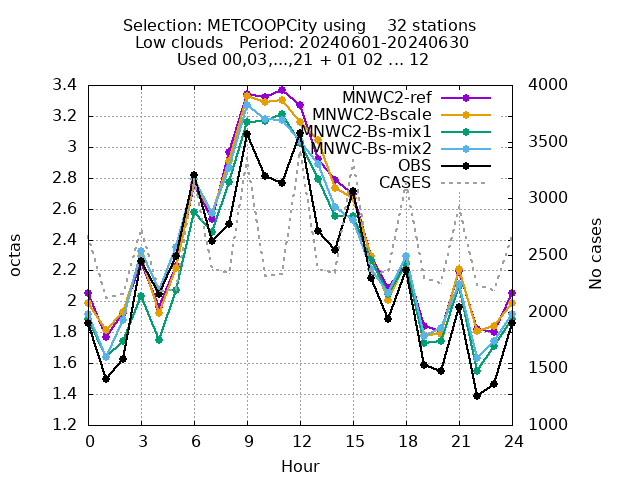 Selection: METCOOPCity using 32 stations
Low clouds Period: 20240601-20240630
Used 00,03,...,21 + 01 02 ... 12
3.4
3.2
3
2.8
2.6
2.4
2.2
2
1.8
1.6
1.4
1.2
4000
3500
3000
2500
2000
1500
1000
MNWC2-ref
MNWC2-Bscale
MNWC2-Bs-mix1
MNWC-Bs-mix2
OBS
CASES
octas
No cases
0 3 6 9 12 15 18 21 24
Hour